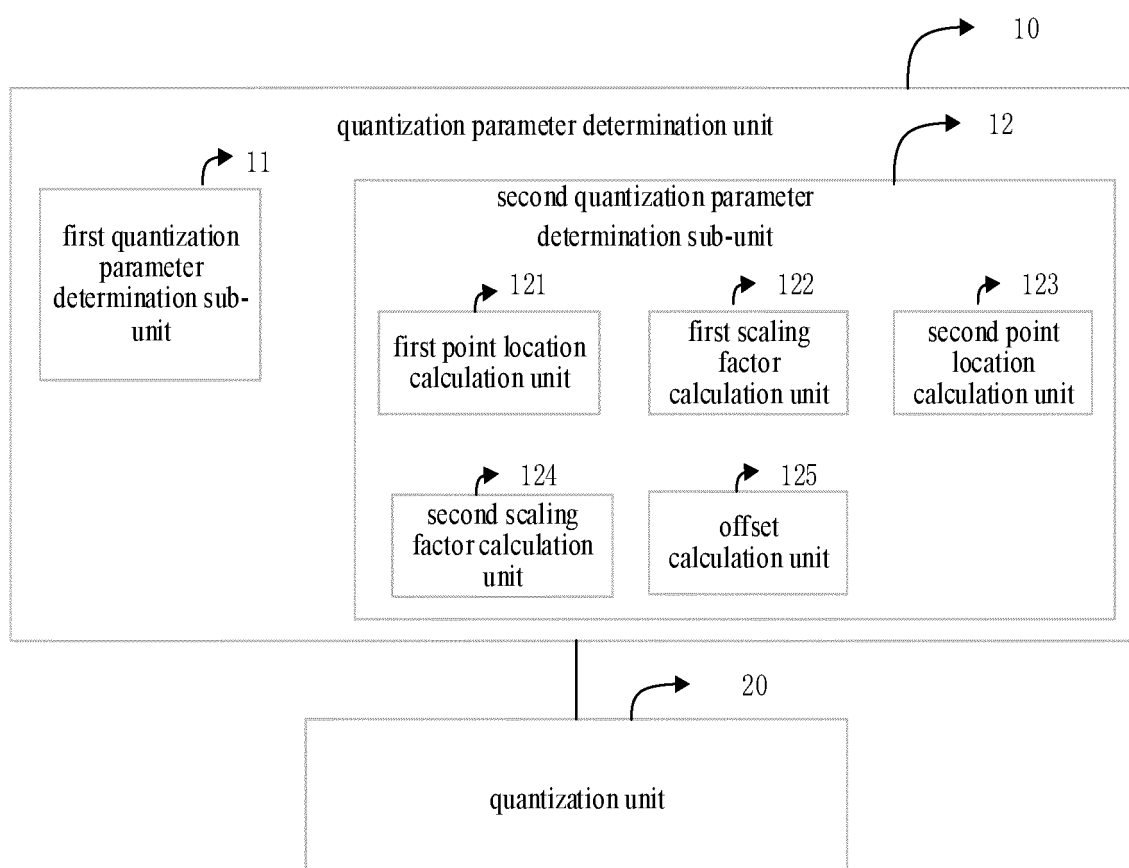 10
quantization parameter determination unit
12
11
first quantization
parameter
determination sub-
unit
second quantization parameter
determination sub-unit
121
first point location
calculation unit
122
first scaling
factor
calculation unit
123
second point
location
calculation unit
124
second scaling
factor calculation
unit
125
offset
calculation unit
20
quantization unit